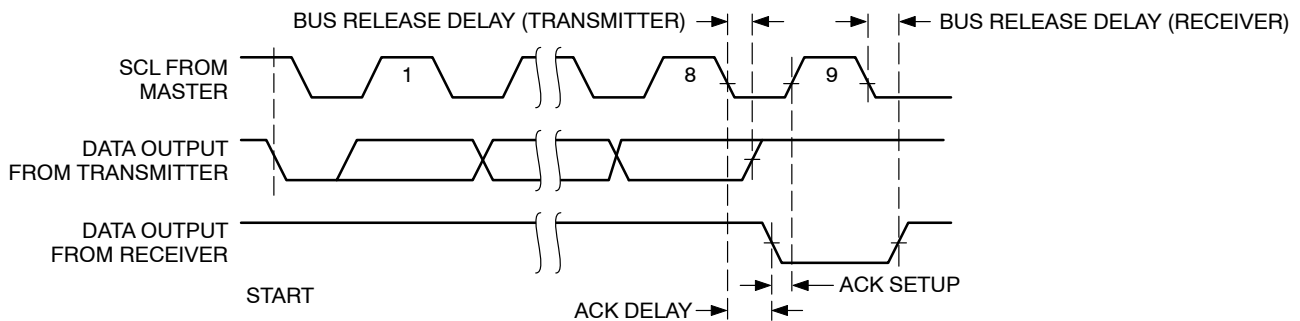 BUS RELEASE DELAY (TRANSMITTER)
BUS RELEASE DELAY (RECEIVER)
SCL FROM
MASTER
1
8
9
DATA OUTPUT
FROM TRANSMITTER
DATA OUTPUT
FROM RECEIVER
START
ACK SETUP
ACK DELAY